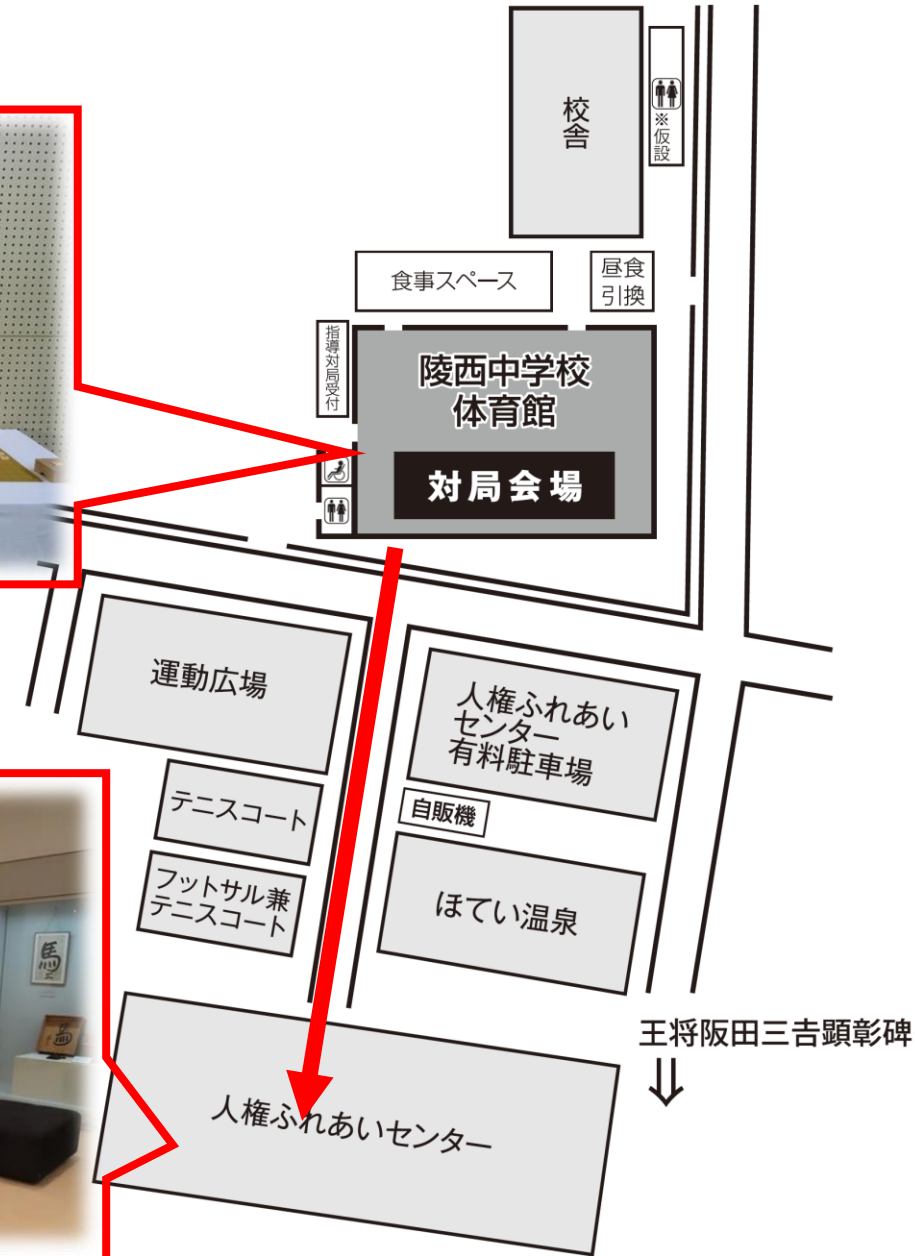 校舎
※仮設
食事スペース
昼食
引換
指導対局受付
陵西中学校
体育館
対局会場
運動広場
人権ふれあい
センター
有料駐車場
テニスコート
自販機
フットサル兼
テニスコート
ほてい温泉
王将阪田三吉顕彰碑
⇓
人権ふれあいセンター
馬
馬